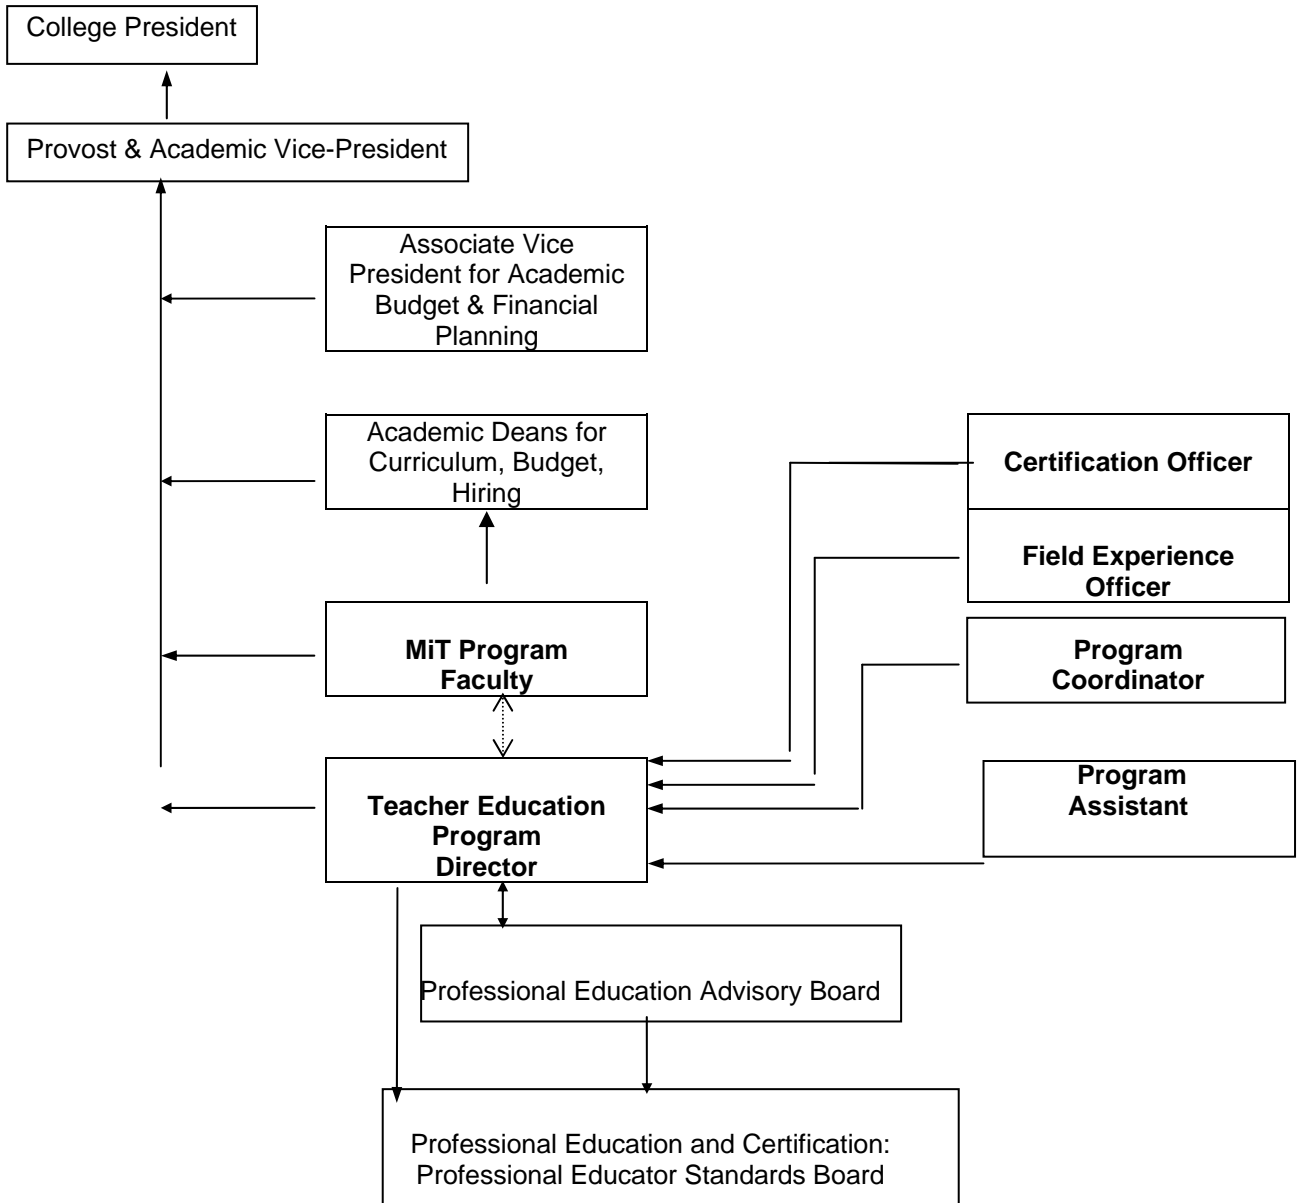 College President
Provost & Academic Vice-President
Associate Vice
President for Academic
Budget & Financial
Planning
Academic Deans for
Curriculum, Budget,
Hiring
Certification Officer
Field Experience
Officer
MiT Program
Faculty
Program
Coordinator
Teacher Education
Program
Director
Program
Assistant
Professional Education Advisory Board
Professional Education and Certification:
Professional Educator Standards Board